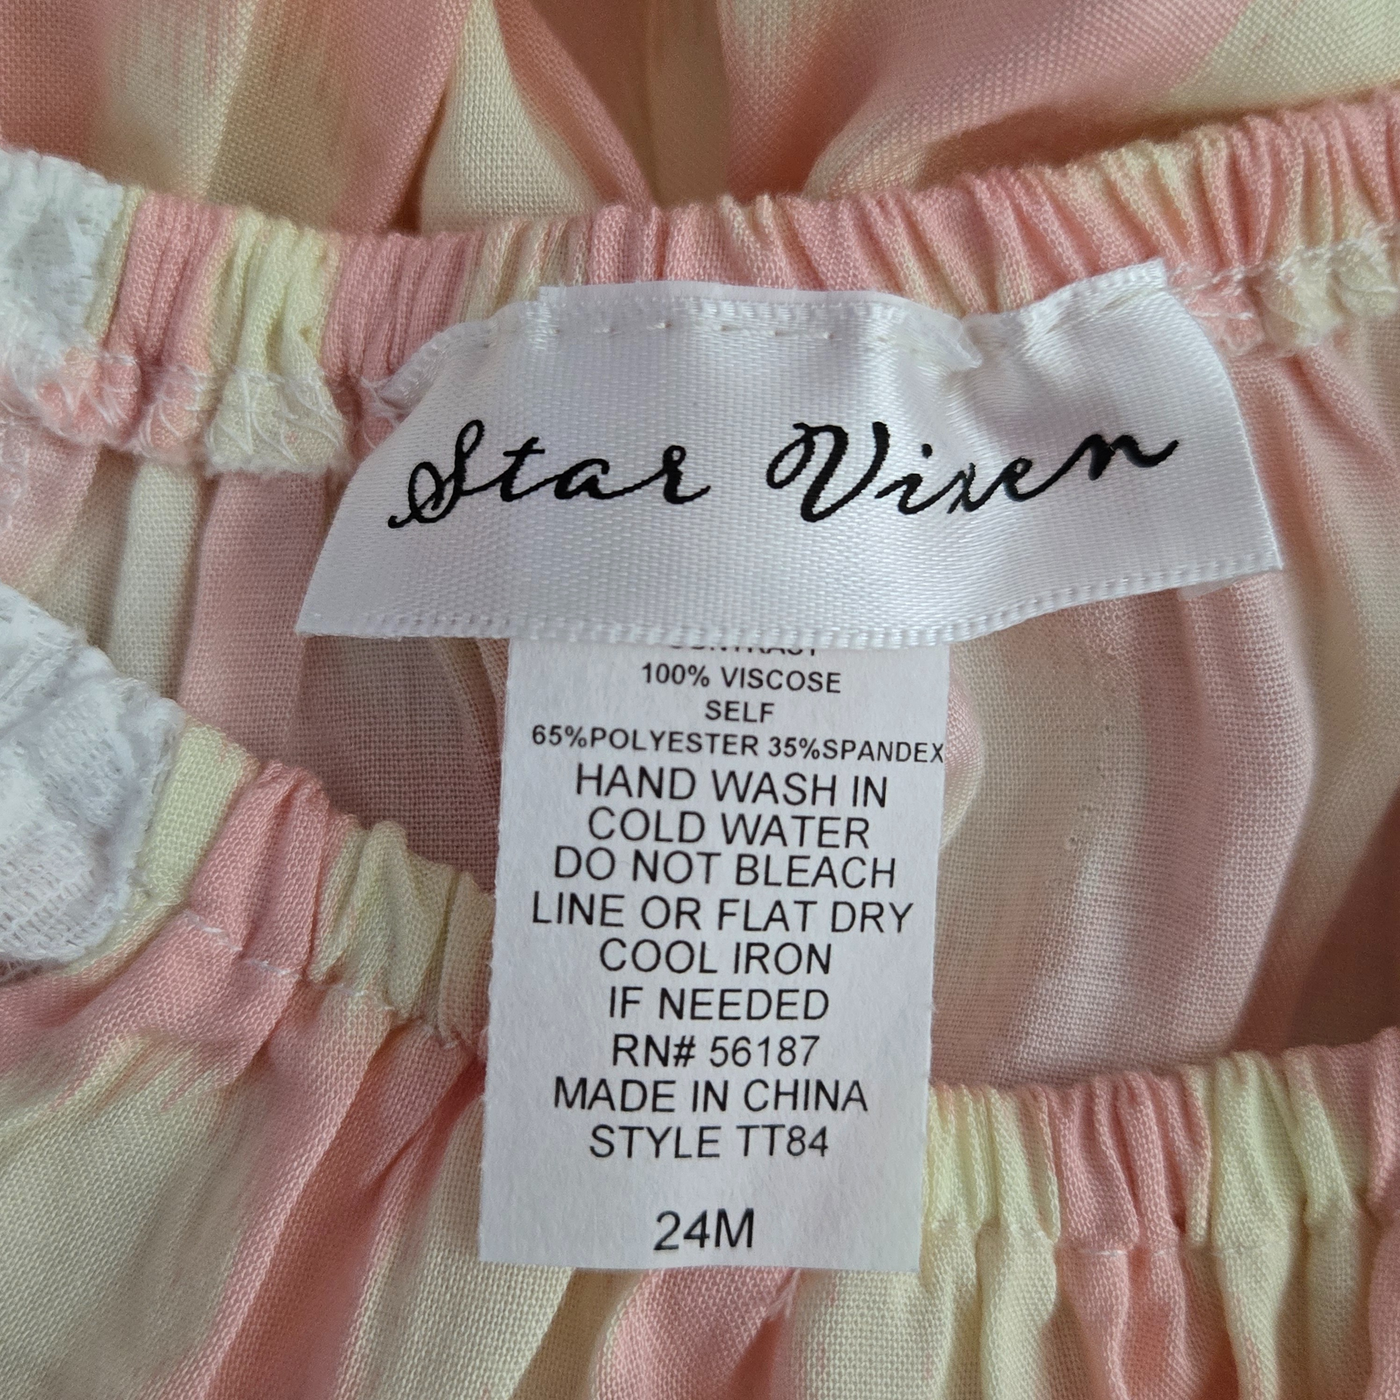 Star Vixen
CONTRAST
100% VISCOSE
SELF
65%POLYESTER 35%SPANDEX
HAND WASH IN
COLD WATER
DO NOT BLEACH
LINE OR FLAT DRY
COOL IRON
IF NEEDED
RN# 56187
MADE IN CHINA
STYLE TT84
24M